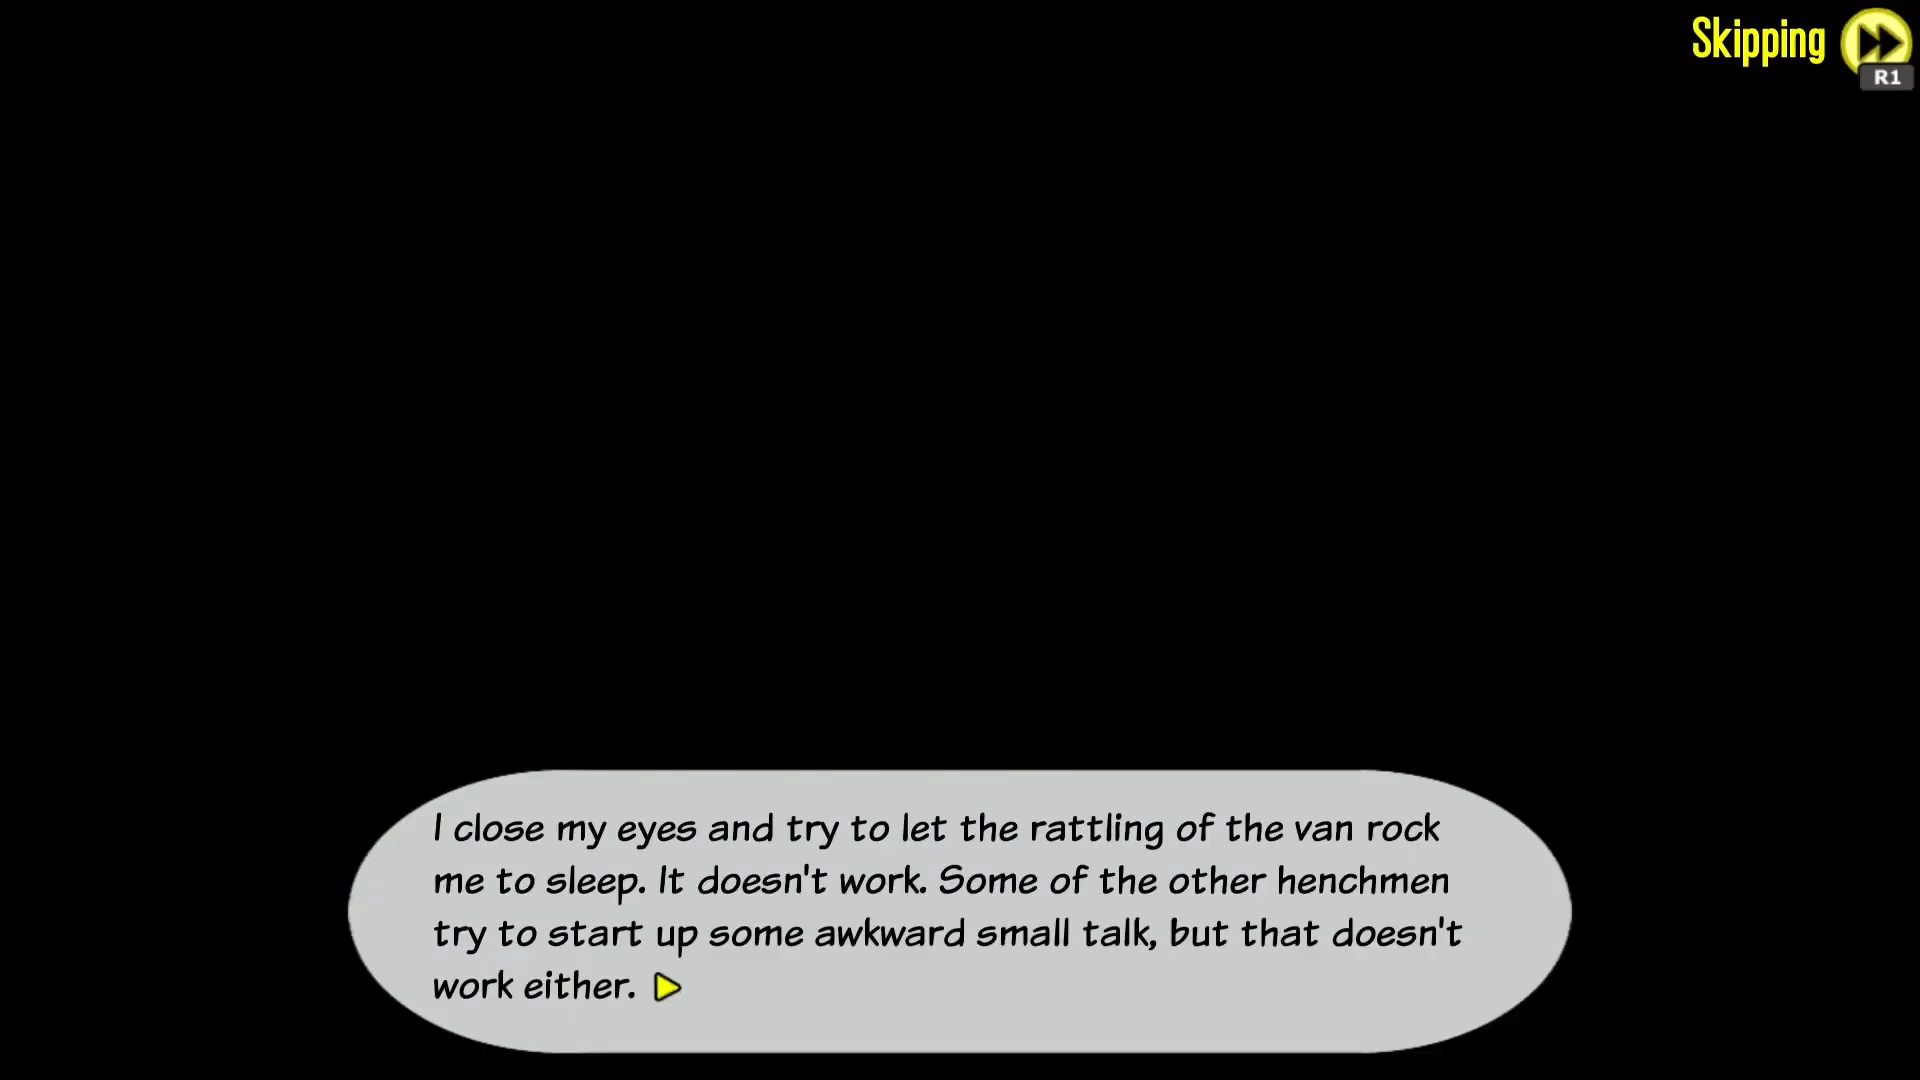 Skipping
R1
I close my eyes and try to let the rattling of the van rock
me to sleep. It doesn't work. Some of the other henchmen
try to start up some awkward small talk, but that doesn't
work either.